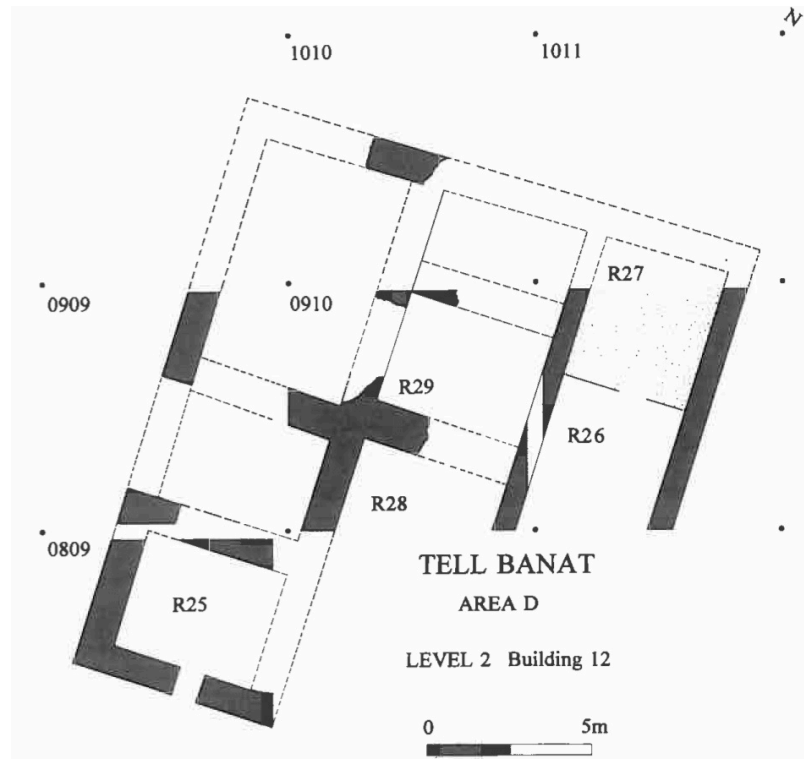 N
1010
1011
R27
0909
0910
R29
R26
R28
0809
TELL BANAT
AREA D
R25
LEVEL 2 Building 12
0
5m